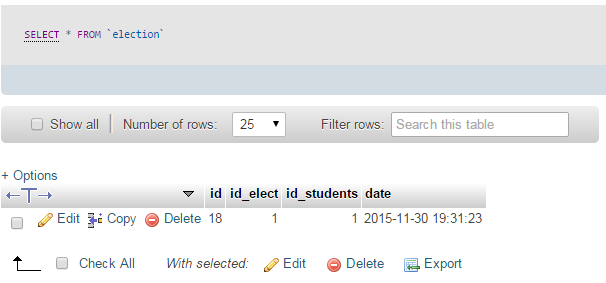 SELECT * FROM `election`
Show all Number of rows: 25 Filter rows: Search this table
+ Options
←T→ id id_elect id_students date
Edit Copy Delete 18 1 1 2015-11-30 19:31:23
Check All With selected: Edit Delete Export